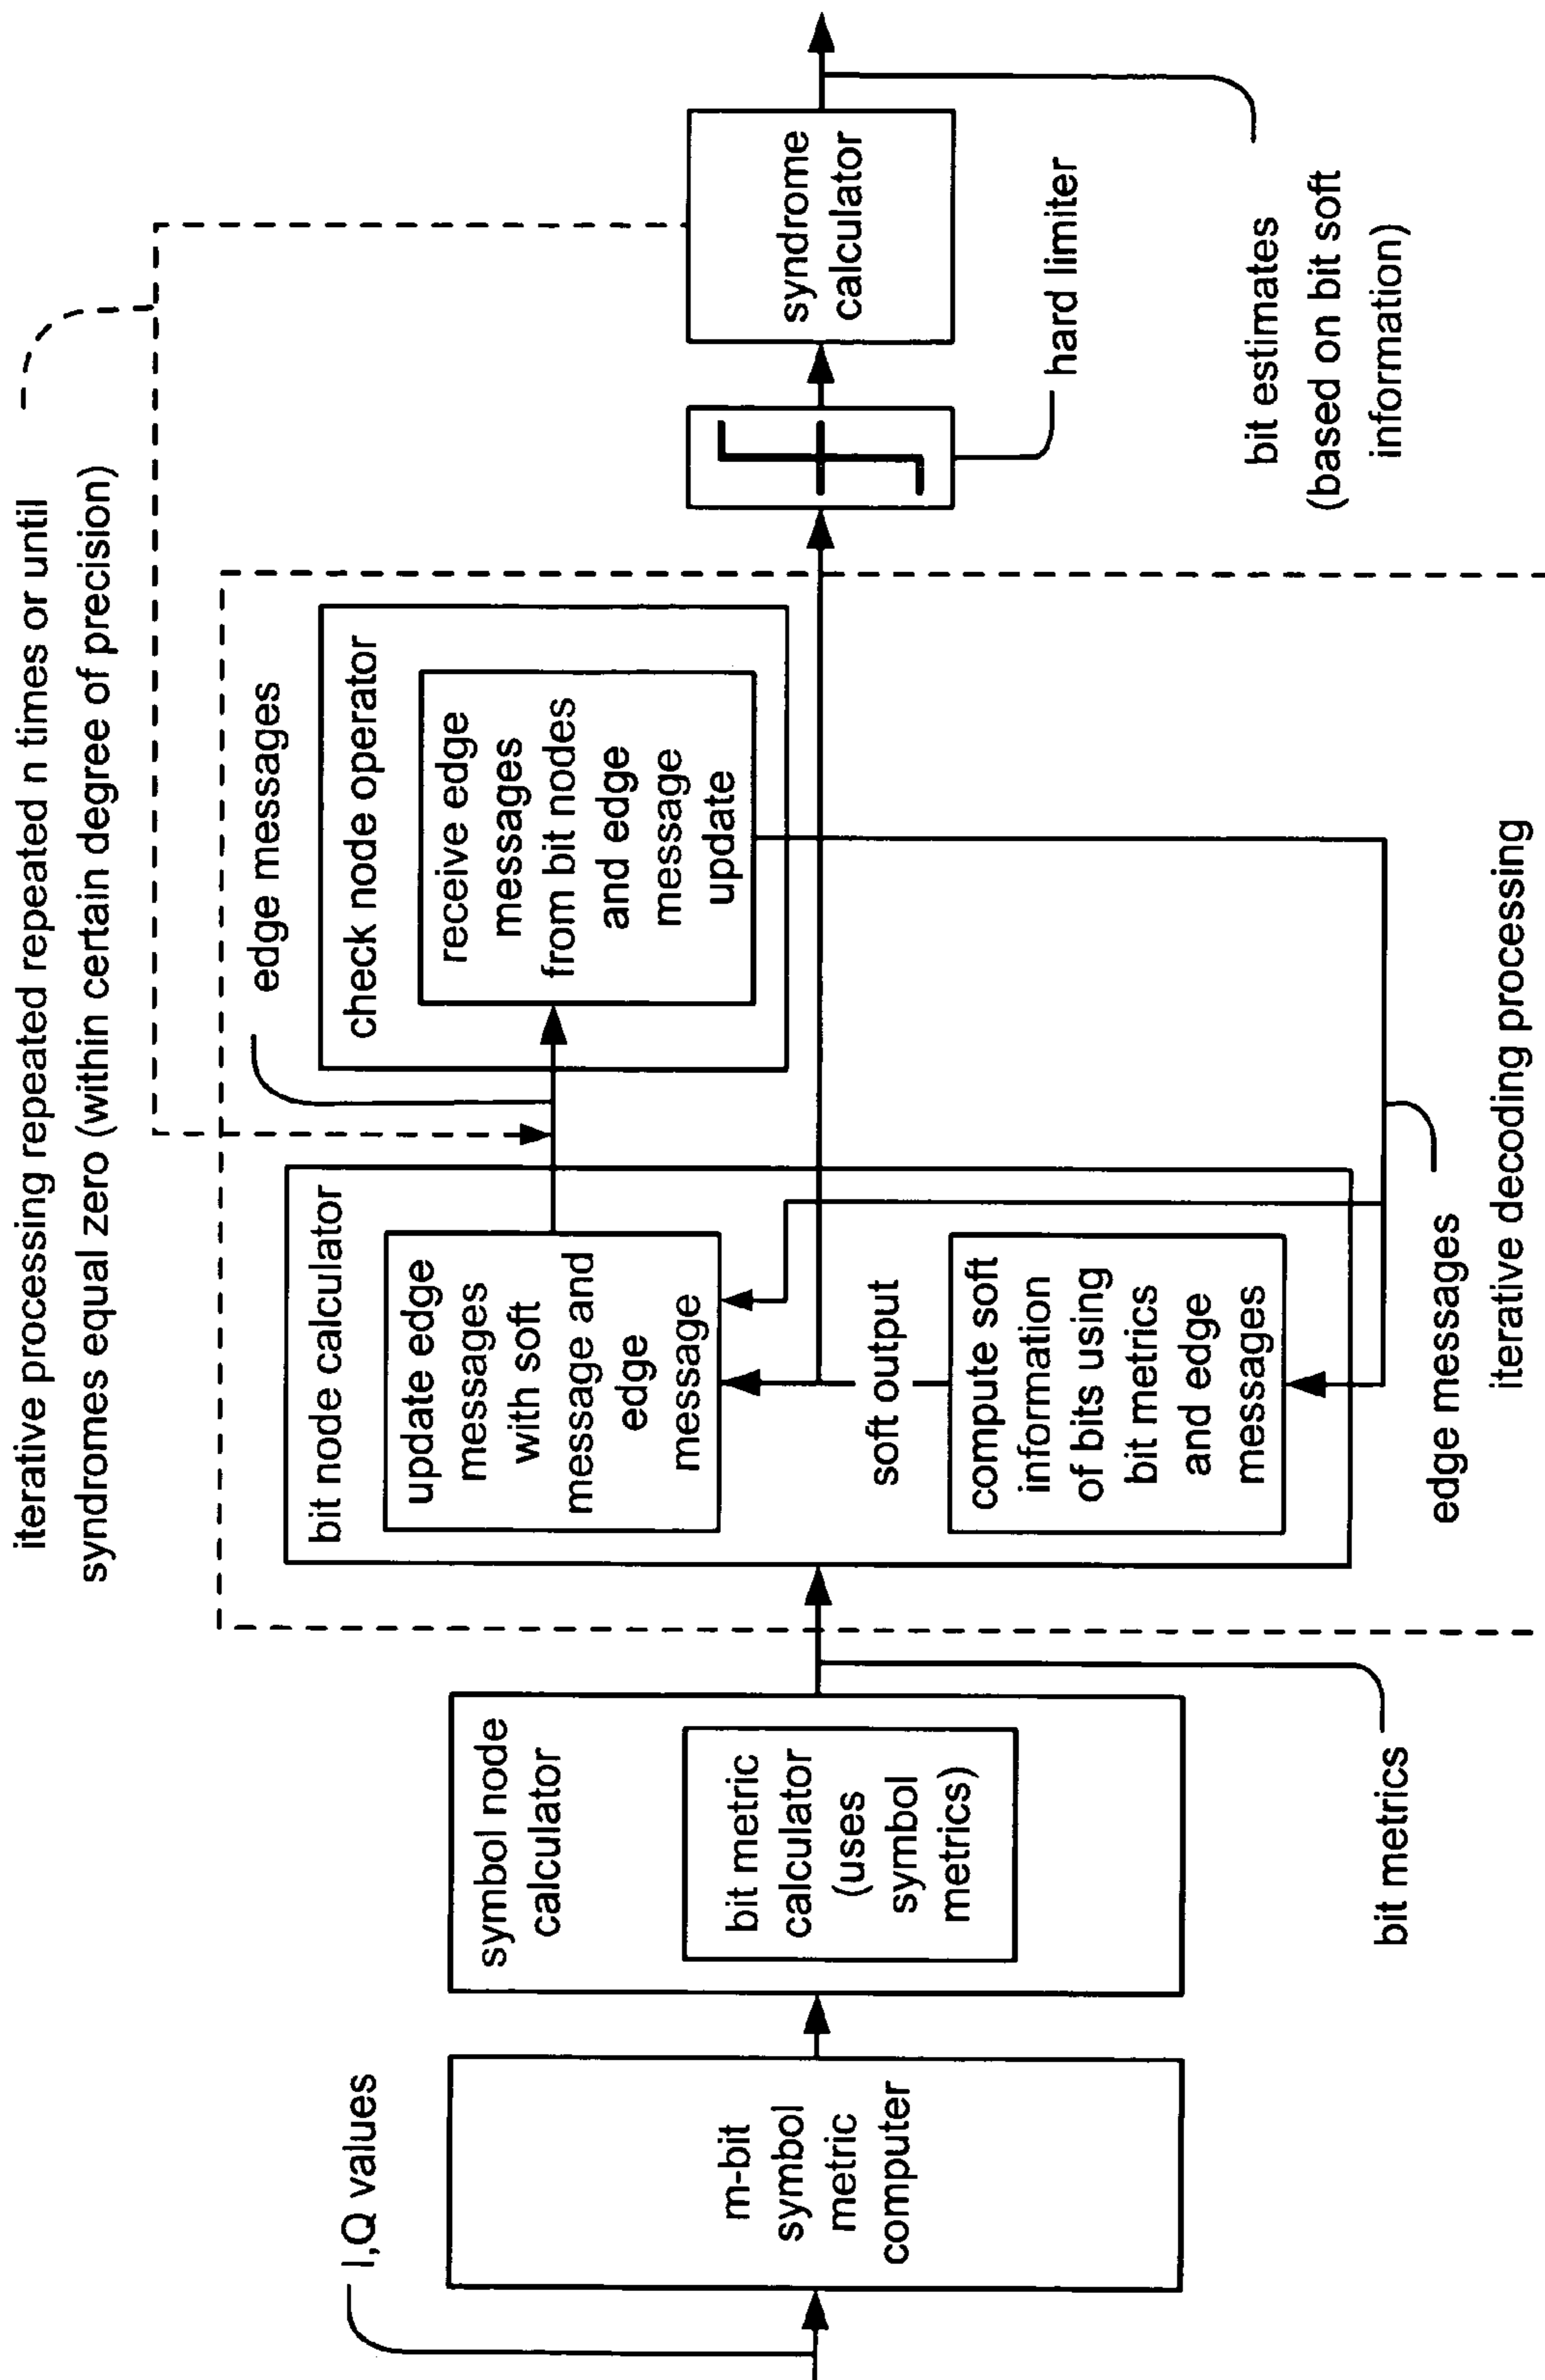 iterative processing repeated repeated n times or until
syndromes equal zero (within certain degree of precision)
I,Q values
m-bit
symbol
metric
computer
symbol node
calculator
bit metric
calculator
(uses
symbol
metrics)
bit metrics
bit node calculator
update edge
messages
with soft
message and
edge
message
soft output
compute soft
information
of bits using
bit metrics
and edge
messages
edge messages
check node operator
receive edge
messages
from bit nodes
and edge
message
update
edge messages
iterative decoding processing
hard limiter
syndrome
calculator
bit estimates
(based on bit soft
information)